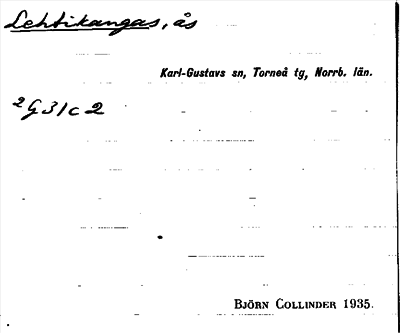 Lehtikangas, ås
Karl-Gustavs sn, Torneå tg, Norrb. län.
2G31c2
BJÖRN COLLINDER 1935.